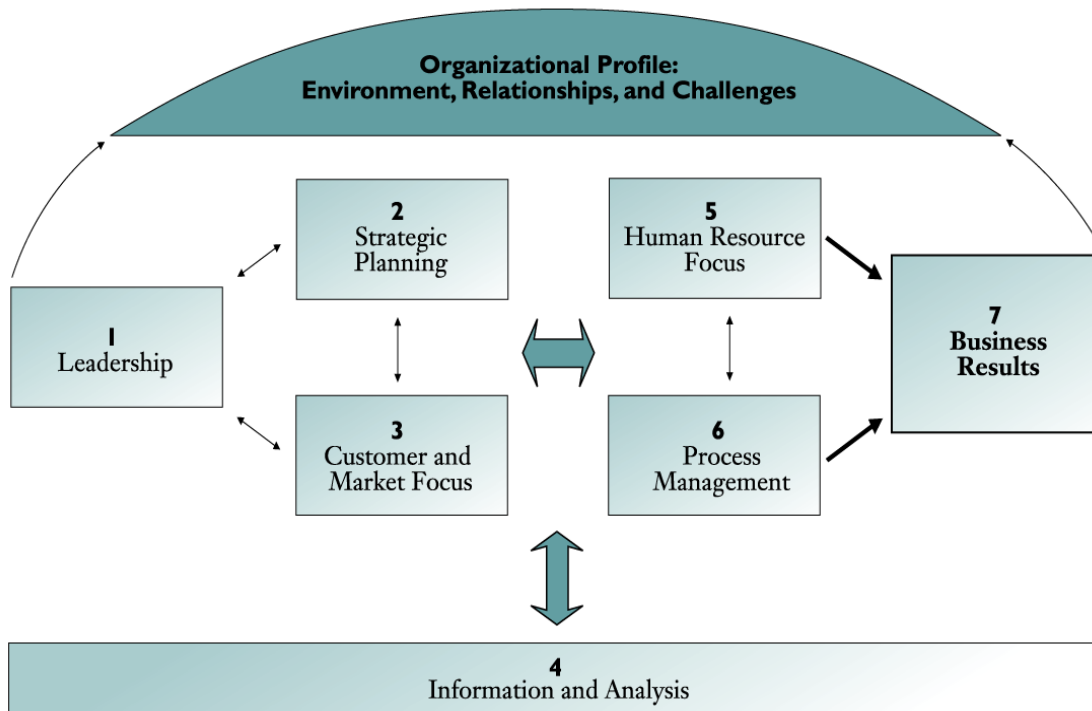 Organizational Profile:
Environment, Relationships, and Challenges
2
Strategic
Planning
5
Human Resource
Focus
1
Leadership
7
Business
Results
3
Customer and
Market Focus
6
Process
Management
4
Information and Analysis